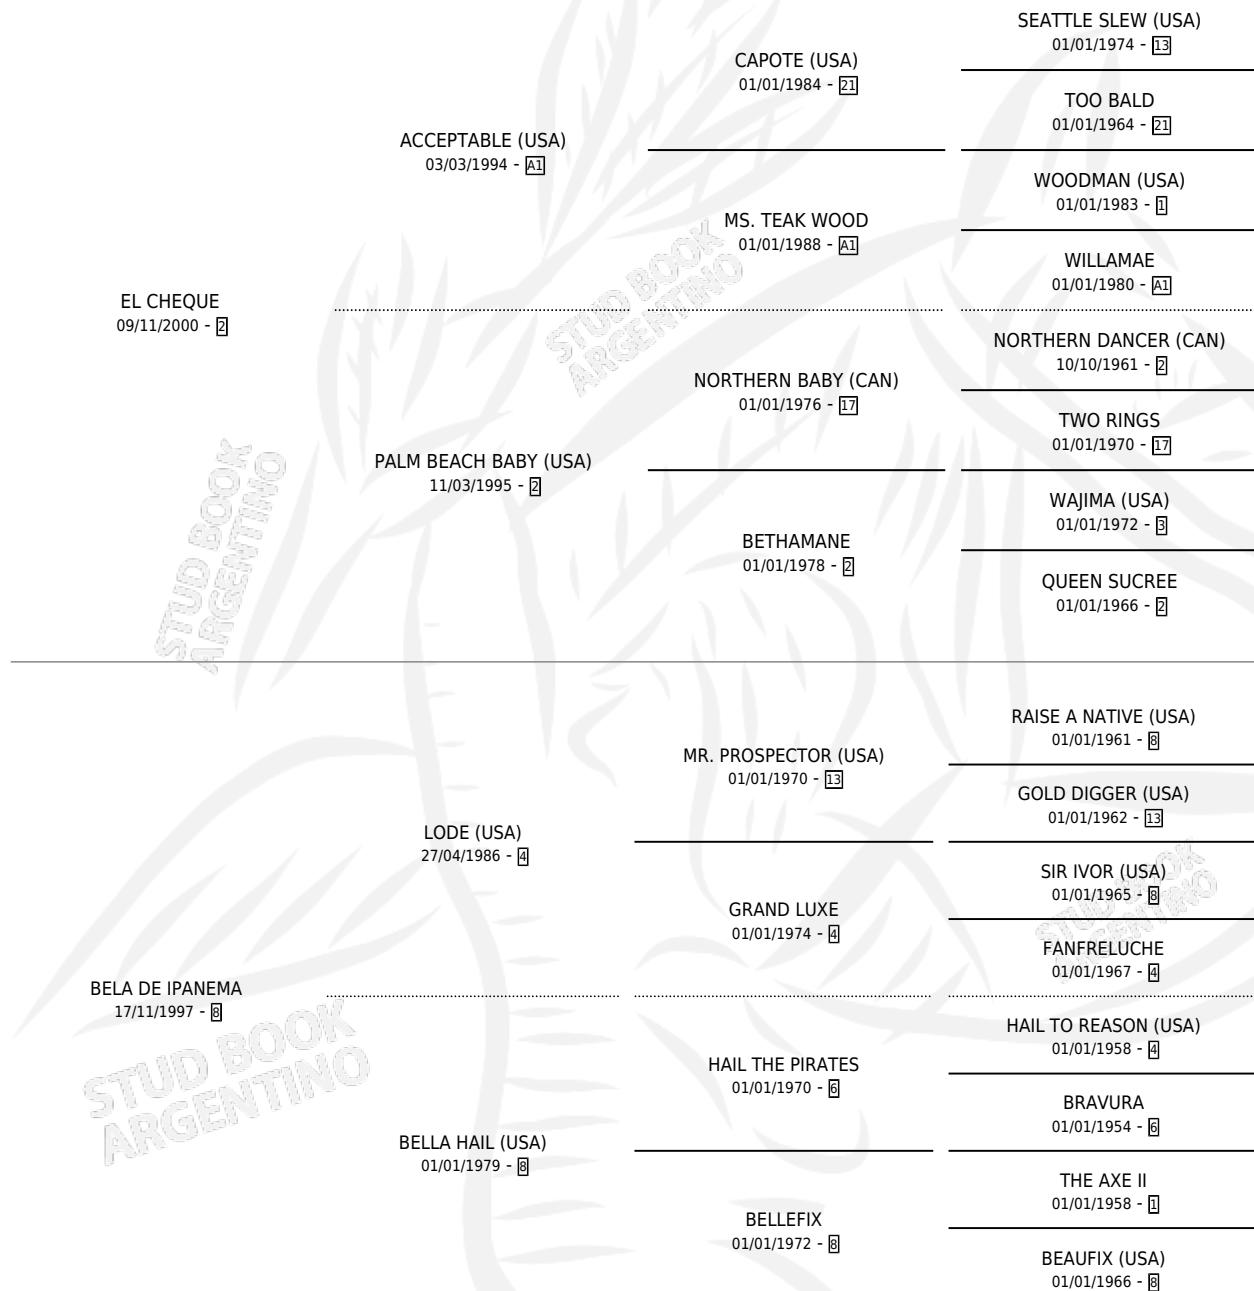 SEATTLE SLEW (USA)
01/01/1974 - 13
CAPOTE (USA)
01/01/1984 - 21
TOO BALD
01/01/1964 - 21
ACCEPTABLE (USA)
03/03/1994 - A1
WOODMAN (USA)
01/01/1983 - 1
MS. TEAK WOOD
01/01/1988 - A1
WILLAMAE
01/01/1980 - A1
EL CHEQUE
09/11/2000 - 2
NORTHERN DANCER (CAN)
10/10/1961 - 2
NORTHERN BABY (CAN)
01/01/1976 - 17
TWO RINGS
01/01/1970 - 17
PALM BEACH BABY (USA)
11/03/1995 - 2
WAJIMA (USA)
01/01/1972 - 3
BETHAMANE
01/01/1978 - 2
QUEEN SUCREE
01/01/1966 - 2
STUD BOOK
ARGENTINO
STUD BOOK
ARGENTINO
RAISE A NATIVE (USA)
01/01/1961 - 8
MR. PROSPECTOR (USA)
01/01/1970 - 13
GOLD DIGGER (USA)
01/01/1962 - 13
LODE (USA)
27/04/1986 - 4
SIR IVOR (USA)
01/01/1965 - 8
GRAND LUXE
01/01/1974 - 4
FANFRELUCHE
01/01/1967 - 4
BELA DE IPANEMA
17/11/1997 - 8
HAIL TO REASON (USA)
01/01/1958 - 4
HAIL THE PIRATES
01/01/1970 - 6
BRAVURA
01/01/1954 - 6
BELLA HAIL (USA)
01/01/1979 - 8
THE AXE II
01/01/1958 - 1
BELLEFIX
01/01/1972 - 8
BEAUFIX (USA)
01/01/1966 - 8
STUD BOOK
ARGENTINO
STUD BOOK
ARGENTINO